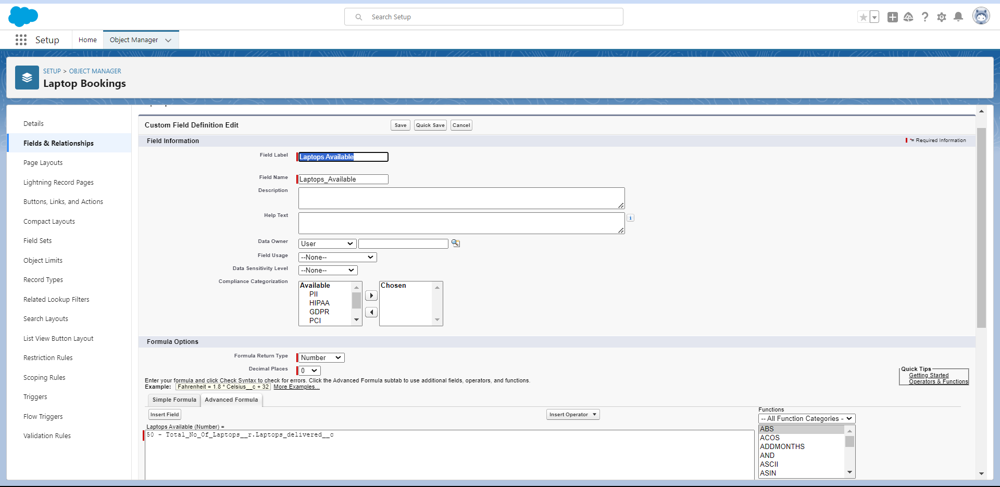 Search Setup
Setup
Home
Object Manager
SETUP > OBJECT MANAGER
Laptop Bookings
Details
Fields & Relationships
Page Layouts
Lightning Record Pages
Buttons, Links, and Actions
Compact Layouts
Field Sets
Object Limits
Record Types
Related Lookup Filters
Search Layouts
List View Button Layout
Restriction Rules
Scoping Rules
Triggers
Flow Triggers
Validation Rules
Custom Field Definition Edit
Save
Quick Save
Cancel
Field Information
= Required Information
Field Label
Laptops Available
Field Name
Laptops_Available
Description
Help Text
i
Data Owner
User
Field Usage
--None--
Data Sensitivity Level
--None--
Compliance Categorization
Available
PII
HIPAA
GDPR
PCI
Chosen
Formula Options
Formula Return Type
Number
Decimal Places
0
Enter your formula and click Check Syntax to check for errors. Click the Advanced Formula subtab to use additional fields, operators, and functions.
Example: Fahrenheit = 1.8 * Celsius__c + 32 More Examples...
Quick Tips
Getting Started
Operators & Functions
Simple Formula
Advanced Formula
Insert Field
Insert Operator
Laptops Available (Number) =
50 - Total_No_Of_Laptops__r.Laptops_delivered__c
Functions
-- All Function Categories -
ABS
ACOS
ADDMONTHS
AND
ASCII
ASIN